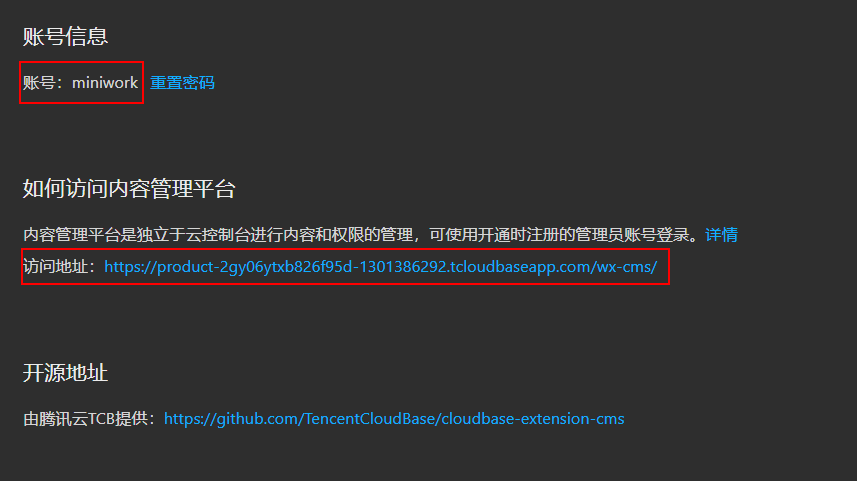 账号信息
账号：miniwork 重置密码
如何访问内容管理平台
内容管理平台是独立于云控制台进行内容和权限的管理，可使用开通时注册的管理员账号登录。详情
访问地址：https://product-2gy06ytxb826f95d-1301386292.tcloudbaseapp.com/wx-cms/
开源地址
由腾讯云TCB提供：https://github.com/TencentCloudBase/cloudbase-extension-cms